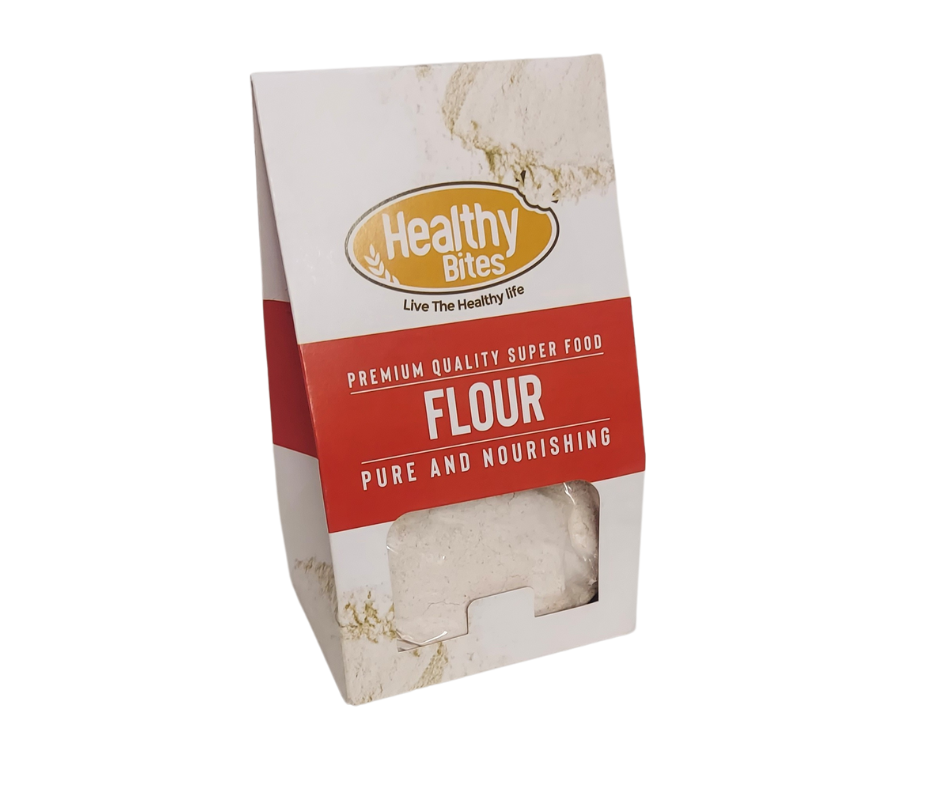 Healthy
Bites
Live The Healthy life
PREMIUM QUALITY SUPER FOOD
FLOUR
PURE AND NOURISHING